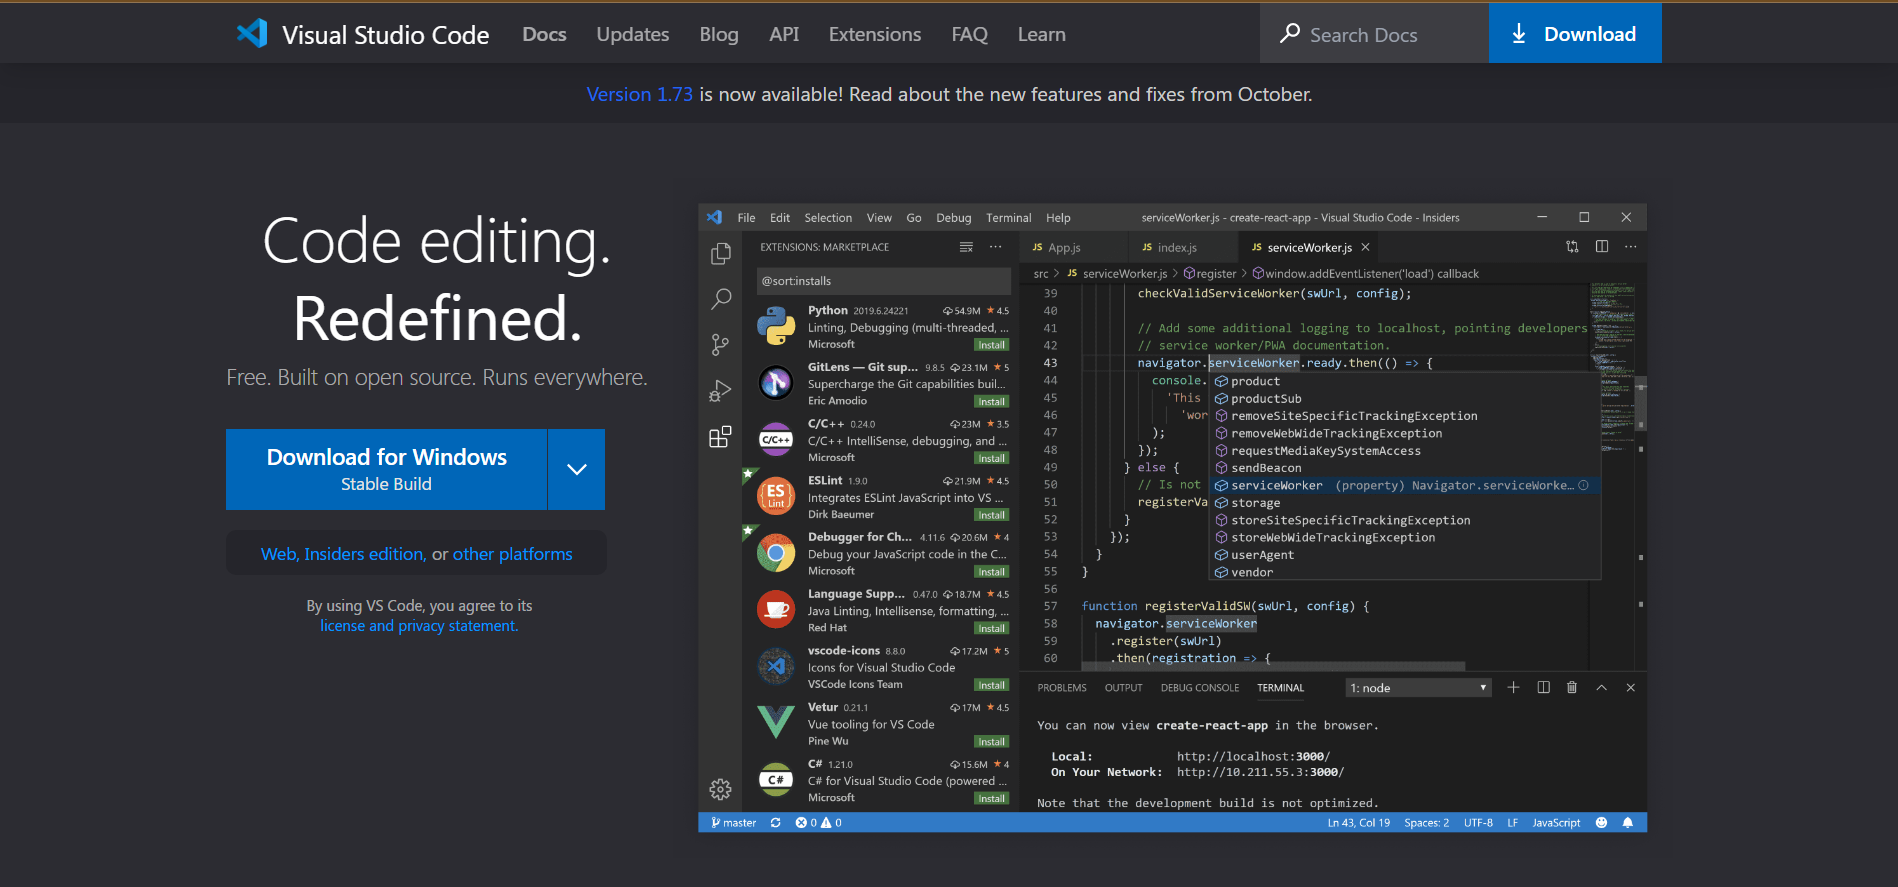 Visual Studio Code Docs Updates Blog API Extensions FAQ Learn Search Docs Download
Version 1.73 is now available! Read about the new features and fixes from October.
Code editing.
Redefined.
Free. Built on open source. Runs everywhere.
Download for Windows
Stable Build
Web, Insiders edition, or other platforms
By using VS Code, you agree to its
license and privacy statement.
File Edit Selection View Go Debug Terminal Help serviceWorker.js - create-react-app - Visual Studio Code - Insiders
EXTENSIONS: MARKETPLACE
@sort:installs
Python 2019.6.24221 54.9M 4.5
Linting, Debugging (multi-threaded, ...
Microsoft Install
GitLens — Git sup... 9.8.5 23.1M 5
Supercharge the Git capabilities buil...
Eric Amodio Install
C/C++
C/C++ 0.24.0 23M 3.5
C/C++ IntelliSense, debugging, and ...
Microsoft Install
ES
Lint
ESLint 1.9.0 21.9M 4.5
Integrates ESLint JavaScript into VS ...
Dirk Baeumer Install
Debugger for Ch... 4.11.6 20.6M 4
Debug your JavaScript code in the C...
Microsoft Install
Language Supp... 0.47.0 18.7M 4.5
Java Linting, Intellisense, formatting, ...
Red Hat Install
vscode-icons 8.8.0 17.2M 5
Icons for Visual Studio Code
VSCode Icons Team Install
Vetur 0.21.1 17M 4.5
Vue tooling for VS Code
Pine Wu Install
C#
C# 1.21.0 15.6M 4
C# for Visual Studio Code (powered ...
Microsoft Install
JS App.js JS index.js JS serviceWorker.js
src > JS serviceWorker.js > register > window.addEventListener('load') callback
39 checkValidServiceWorker(swUrl, config);
40
41 // Add some additional logging to localhost, pointing developers
42 // service worker/PWA documentation.
43 navigator.serviceWorker.ready.then(() => {
44 console.
45 'This
46 'wor
47 );
48 });
49 } else {
50 // Is not
51 registerVa
52 }
53 });
54 }
55 }
56
57 function registerValidSW(swUrl, config) {
58 navigator.serviceWorker
59 .register(swUrl)
60 .then(registration => {
product
productSub
removeSiteSpecificTrackingException
removeWebWideTrackingException
requestMediaKeySystemAccess
sendBeacon
serviceWorker (property) Navigator.serviceWorke...
storage
storeSiteSpecificTrackingException
storeWebWideTrackingException
userAgent
vendor
PROBLEMS OUTPUT DEBUG CONSOLE TERMINAL 1: node
You can now view create-react-app in the browser.
Local: http://localhost:3000/
On Your Network: http://10.211.55.3:3000/
Note that the development build is not optimized.
master 0 0 Ln 43, Col 19 Spaces: 2 UTF-8 LF JavaScript